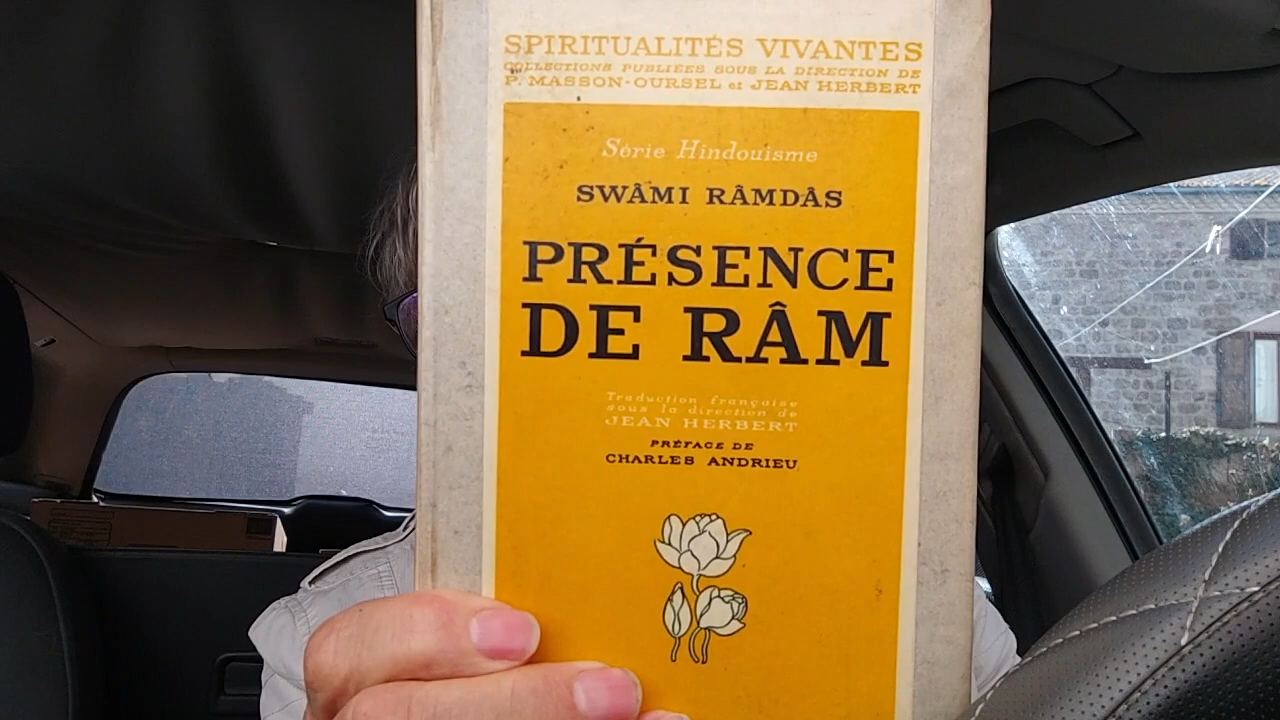 SPIRITUALITÉS VIVANTES
COLLECTIONS PUBLIÉES SOUS LA DIRECTION DE
P. MASSON-OURSEL et JEAN HERBERT
Série Hindouisme
SWÂMI RÂMDÂS
PRÉSENCE
DE RÂM
Traduction française
sous la direction de
JEAN HERBERT
PRÉFACE DE
CHARLES ANDRIEU